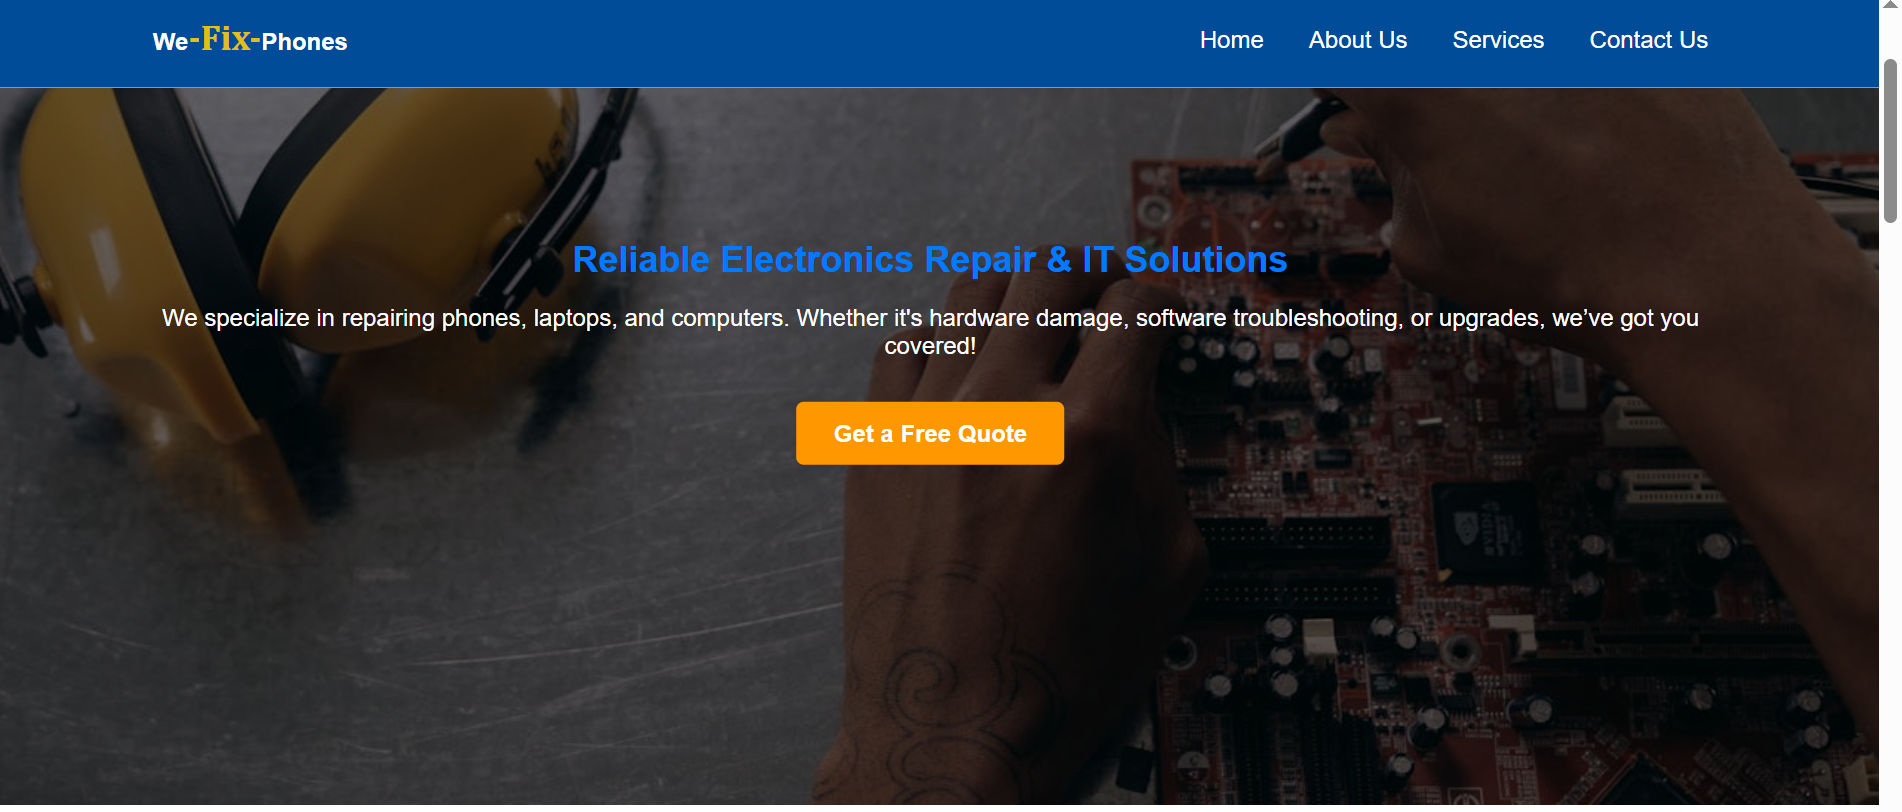 We-Fix-Phones
Home About Us Services Contact Us
Reliable Electronics Repair & IT Solutions
We specialize in repairing phones, laptops, and computers. Whether it's hardware damage, software troubleshooting, or upgrades, we’ve got you
covered!
Get a Free Quote
NVIDIA